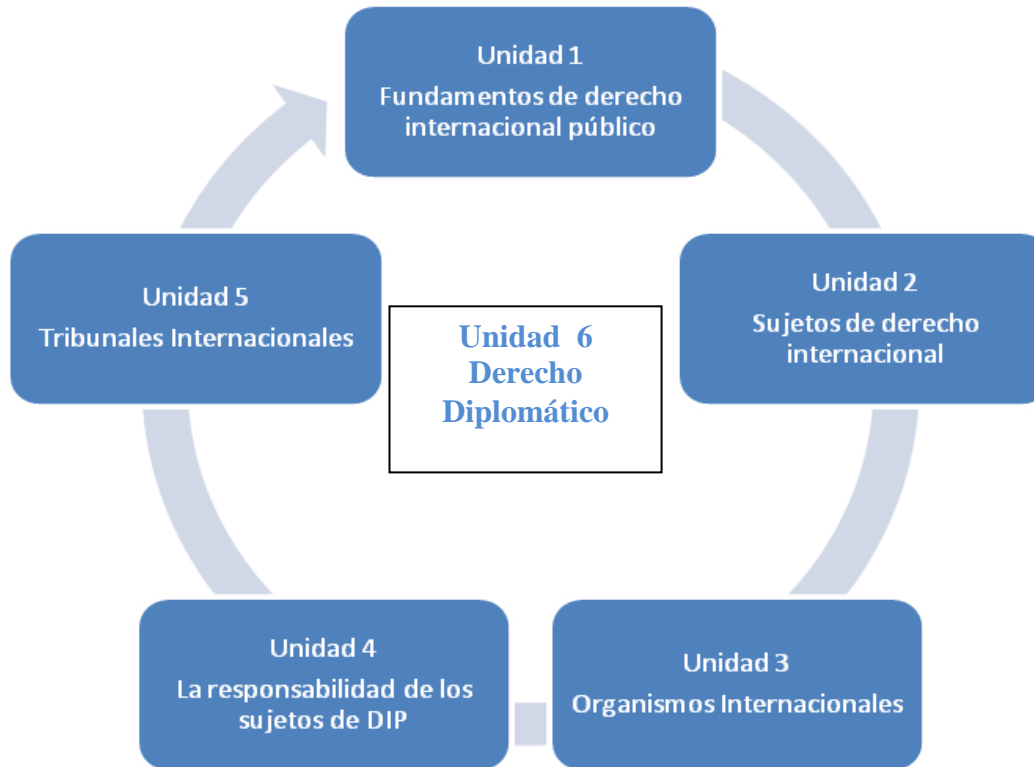 Unidad 1
Fundamentos de derecho
internacional público
Unidad 2
Sujetos de derecho
internacional
Unidad 3
Organismos Internacionales
Unidad 4
La responsabilidad de los
sujetos de DIP
Unidad 5
Tribunales Internacionales
Unidad 6
Derecho
Diplomático